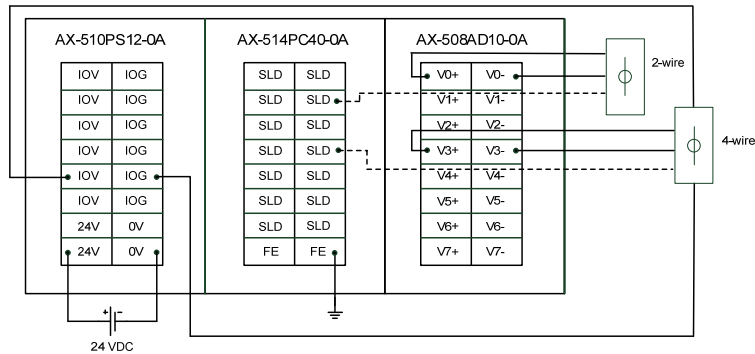 AX-510PS12-0A AX-514PC40-0A AX-508AD10-0A
2-wire
4-wire
IOV IOG SLD SLD V0+ V0-
IOV IOG SLD SLD V1+ V1-
IOV IOG SLD SLD V2+ V2-
IOV IOG SLD SLD V3+ V3-
IOV IOG SLD SLD V4+ V4-
IOV IOG SLD SLD V5+ V5-
24V 0V SLD SLD V6+ V6-
24V 0V FE FE V7+ V7-
+ -
24 VDC